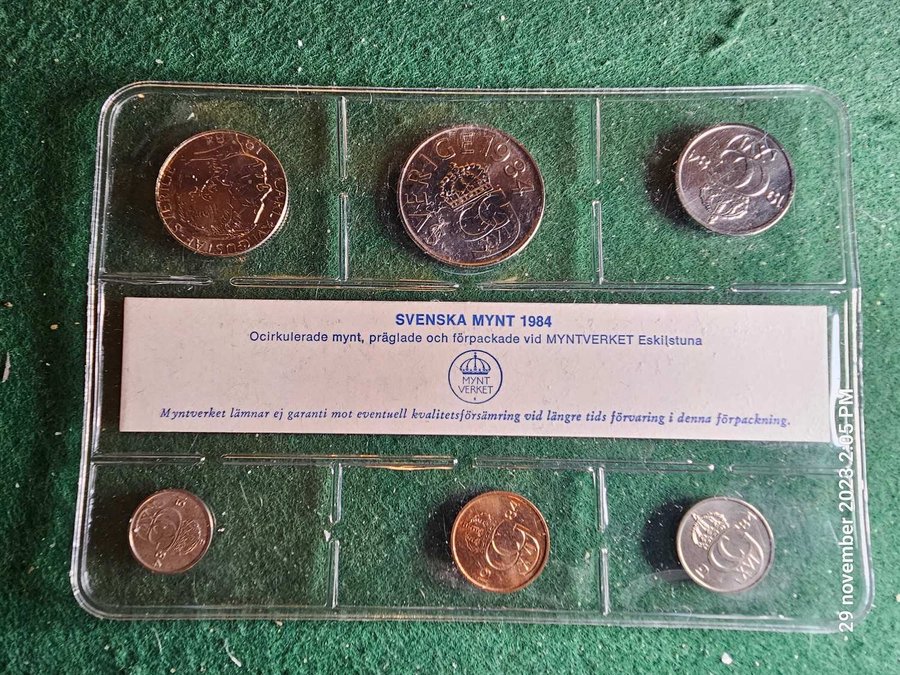 SVERIGE 1984
SVENSKA MYNT 1984
Ocirkulerade mynt, präglade och förpackade vid MYNTVERKET Eskilstuna
MYNT
VERKET
Myntverket lämnar ej garanti mot eventuell kvalitetsförsämring vid längre tids förvaring i denna förpackning.
29 november 2023 2:05 PM